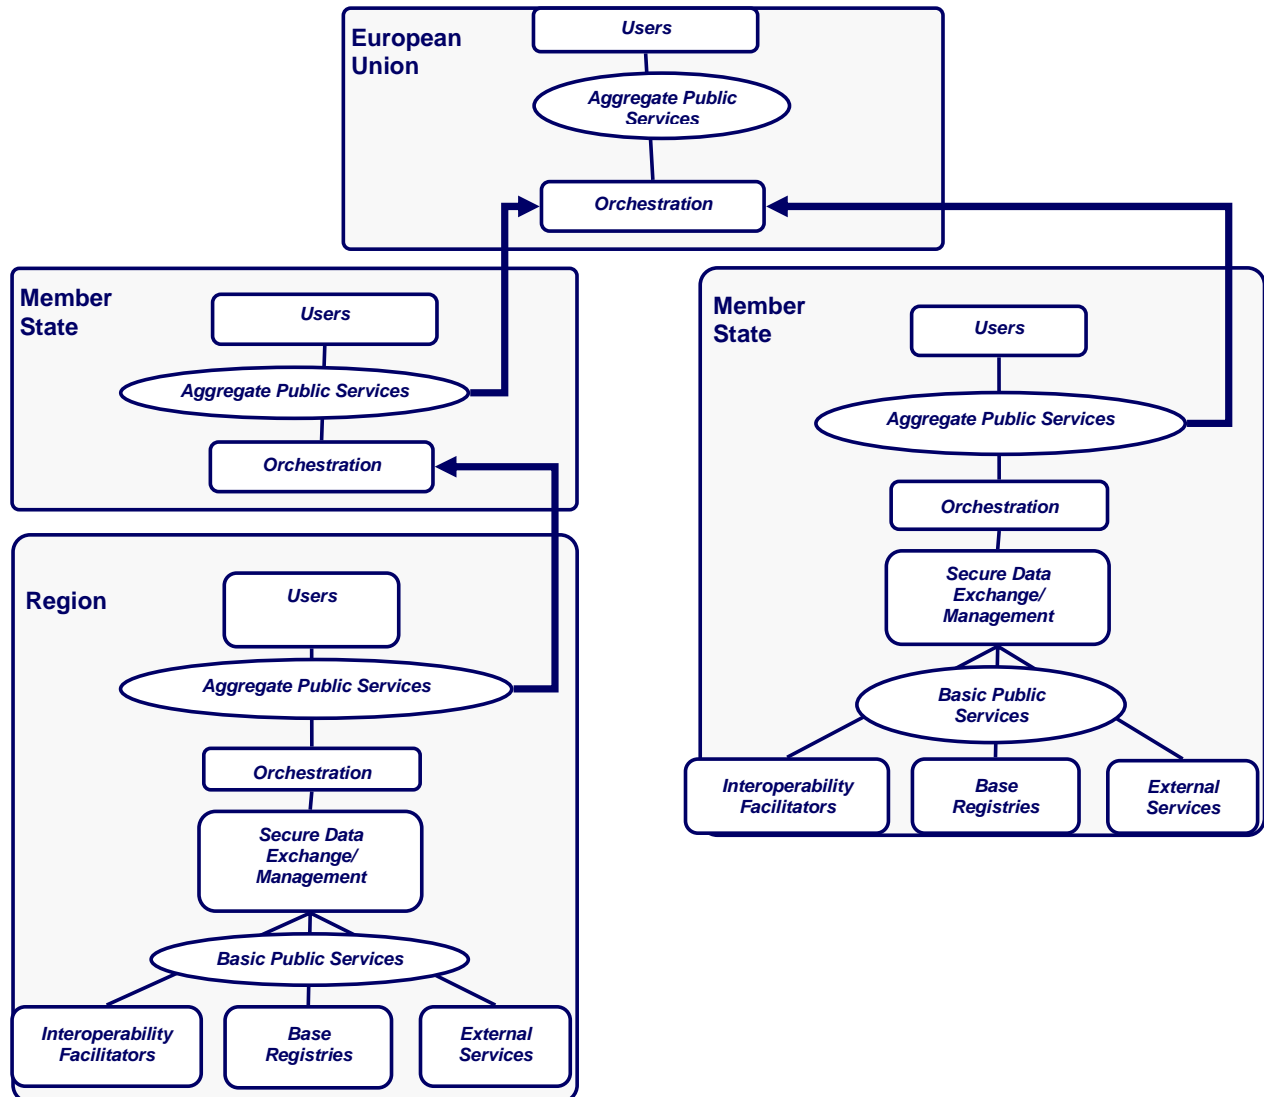 European
Union
Users
Aggregate Public
Services
Orchestration
Member
State
Users
Aggregate Public Services
Orchestration
Member
State
Users
Aggregate Public Services
Orchestration
Secure Data
Exchange/
Management
Basic Public
Services
Interoperability
Facilitators
Base
Registries
External
Services
Region
Users
Aggregate Public Services
Orchestration
Secure Data
Exchange/
Management
Basic Public Services
Interoperability
Facilitators
Base
Registries
External
Services